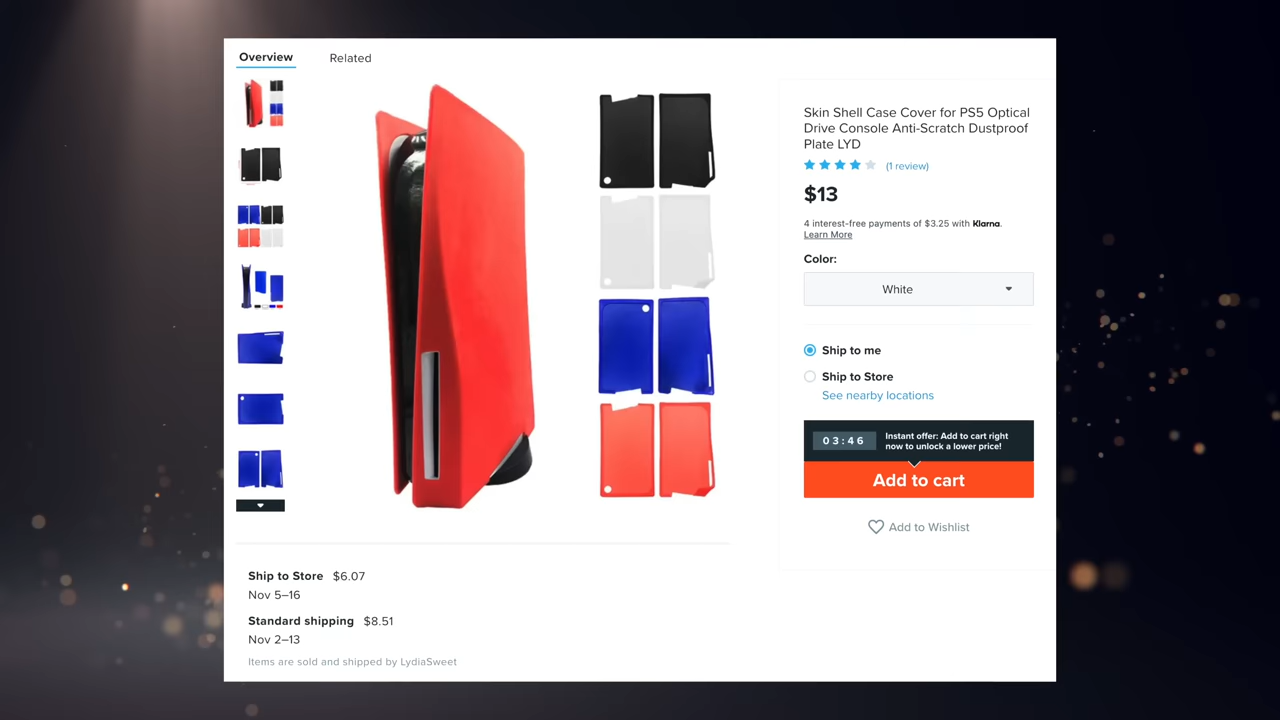 Overview
Related
Skin Shell Case Cover for PS5 Optical
Drive Console Anti-Scratch Dustproof
Plate LYD
(1 review)
$13
4 interest-free payments of $3.25 with Klarna.
Learn More
Color:
White
Ship to me
Ship to Store
See nearby locations
03:46
Instant offer: Add to cart right
now to unlock a lower price!
Add to cart
Add to Wishlist
Ship to Store $6.07
Nov 5–16
Standard shipping $8.51
Nov 2–13
Items are sold and shipped by LydiaSweet